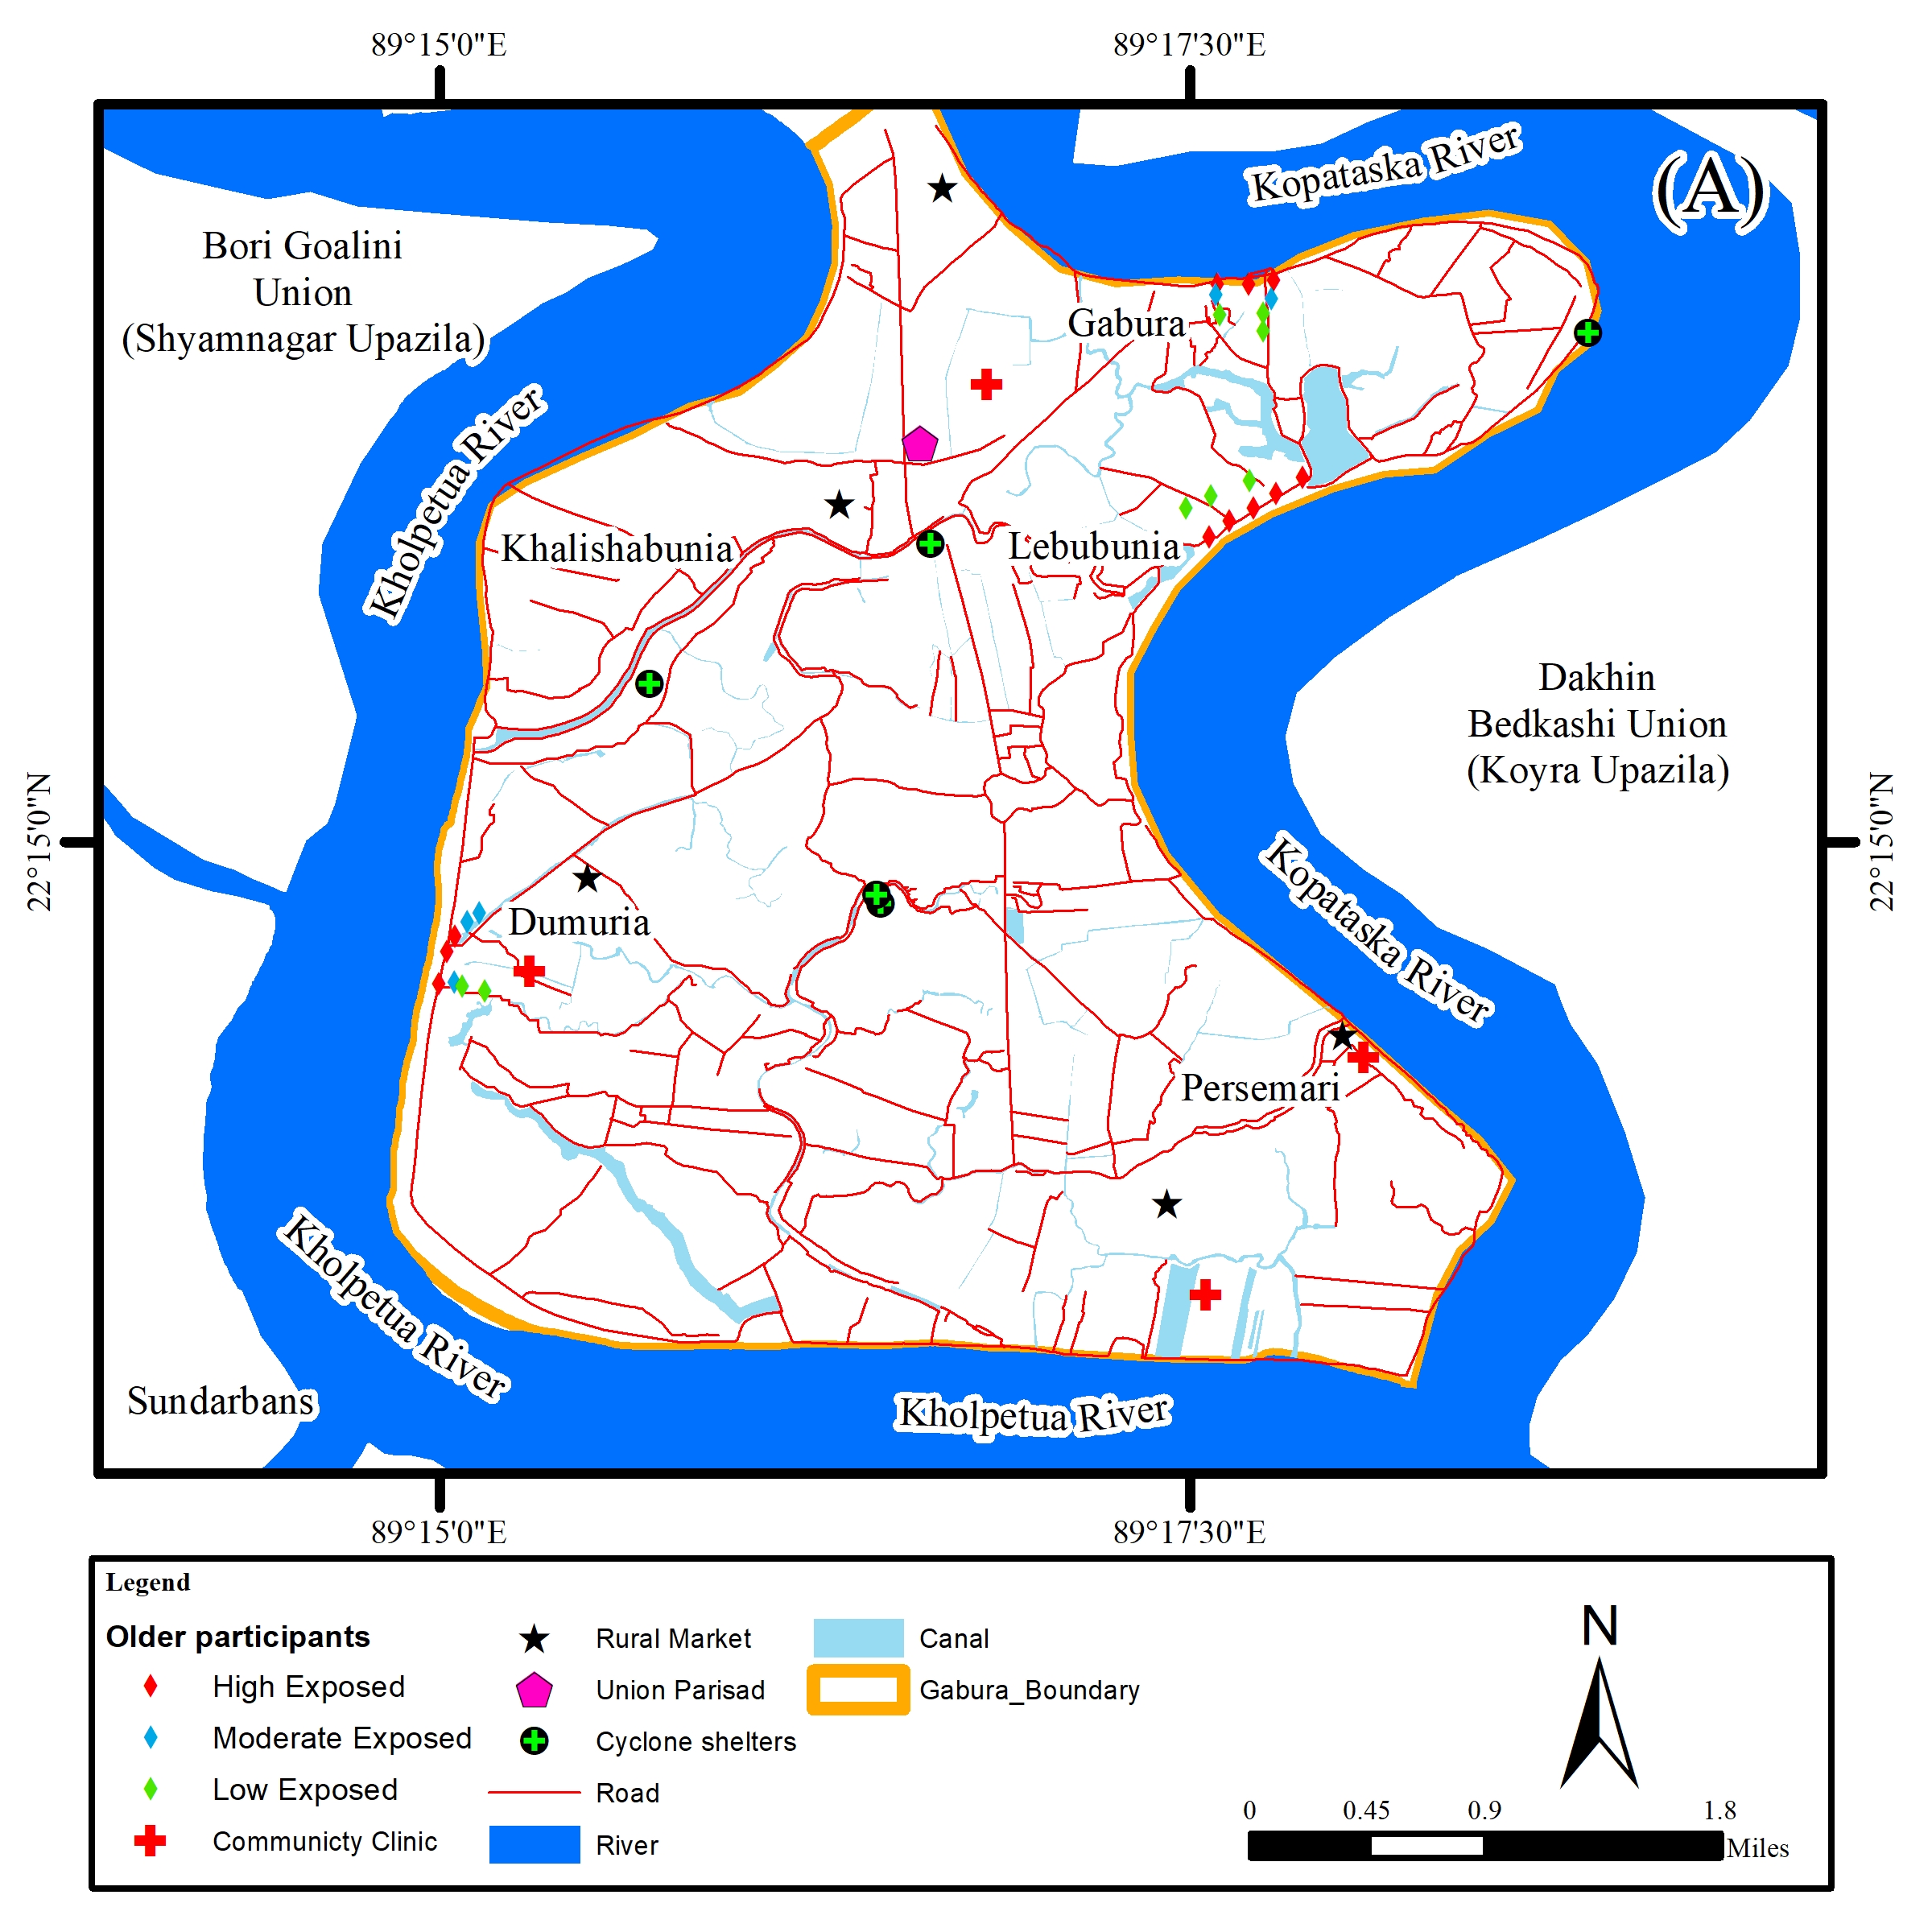 89°15'0"E
89°17'30"E
Kopataska River
(A)
Bori Goalini
Union
(Shyamnagar Upazila)
Gabura
Kholpetua River
Khalishabunia
Lebubunia
Dakhin
Bedkashi Union
(Koyra Upazila)
22°15'0"N
22°15'0"N
Kopataska River
Dumuria
Persemari
Kholpetua River
Sundarbans
Kholpetua River
89°15'0"E
89°17'30"E
Legend
Older participants
High Exposed
Moderate Exposed
Low Exposed
Communicty Clinic
Rural Market
Union Parisad
Cyclone shelters
Road
River
Canal
Gabura_Boundary
N
0 0.45 0.9 1.8
Miles